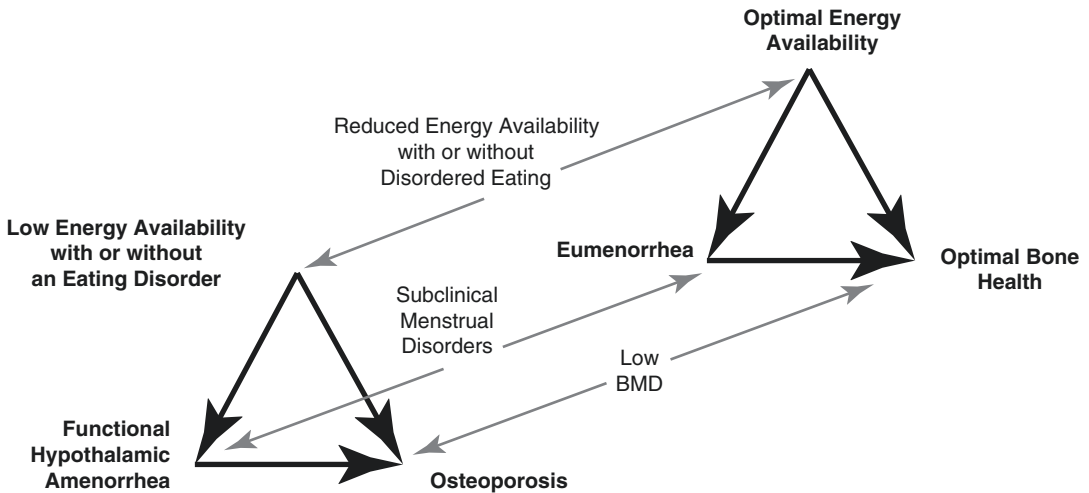 Optimal Energy
Availability
Reduced Energy Availability
with or without
Disordered Eating
Low Energy Availability
with or without
an Eating Disorder
Eumenorrhea
Optimal Bone
Health
Subclinical
Menstrual
Disorders
Low
BMD
Functional
Hypothalamic
Amenorrhea
Osteoporosis